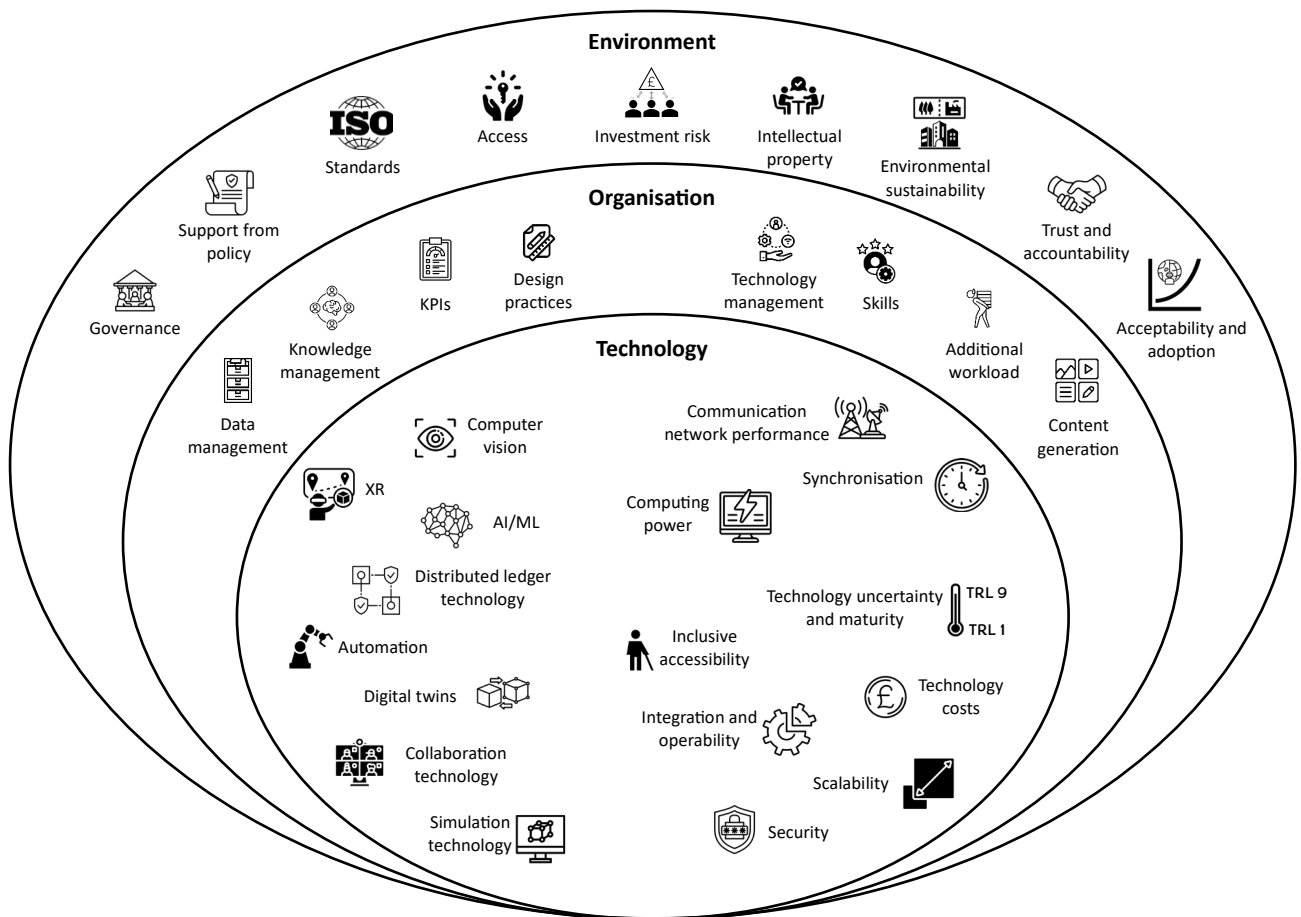 Environment
ISO
Standards
Access
£
Investment risk
Intellectual
property
Environmental
sustainability
Support from
policy
Trust and
accountability
Governance
Acceptability and
adoption
Organisation
Data
management
Knowledge
management
KPIs
Design
practices
Technology
management
Skills
Additional
workload
Content
generation
Technology
Computer
vision
XR
AI/ML
Distributed ledger
technology
Automation
Digital twins
Collaboration
technology
Simulation
technology
Communication
network performance
Synchronisation
Computing
power
Technology uncertainty
and maturity
TRL 9
TRL 1
Inclusive
accessibility
£
Technology
costs
Integration and
operability
Scalability
***
Security